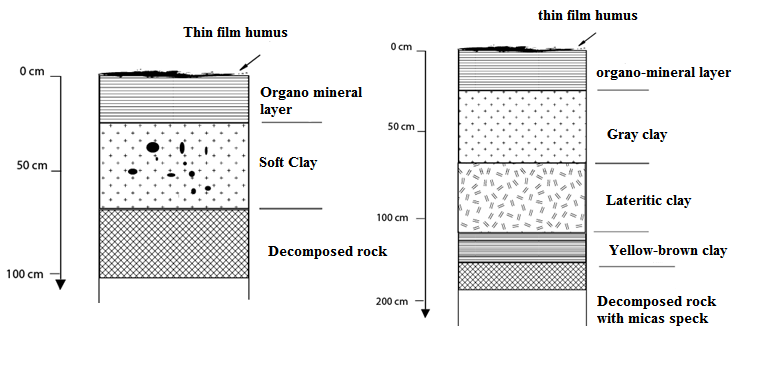 Thin film humus
0 cm
Organo mineral
layer
50 cm
Soft Clay
Decomposed rock
100 cm
thin film humus
0 cm
organo-mineral layer
50 cm
Gray clay
Lateritic clay
100 cm
Yellow-brown clay
200 cm
Decomposed rock
with micas speck